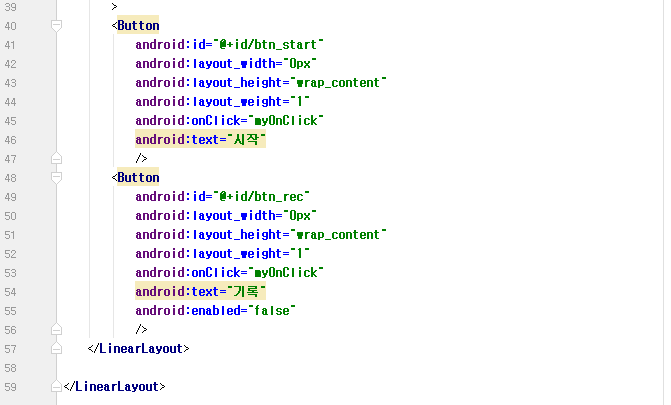 39 >
40 <Button
41 android:id="@+id/btn_start"
42 android:layout_width="0px"
43 android:layout_height="wrap_content"
44 android:layout_weight="1"
45 android:onClick="myOnClick"
46 android:text="시작"
47 />
48 <Button
49 android:id="@+id/btn_rec"
50 android:layout_width="0px"
51 android:layout_height="wrap_content"
52 android:layout_weight="1"
53 android:onClick="myOnClick"
54 android:text="기록"
55 android:enabled="false"
56 />
57 </LinearLayout>
58
59 </LinearLayout>